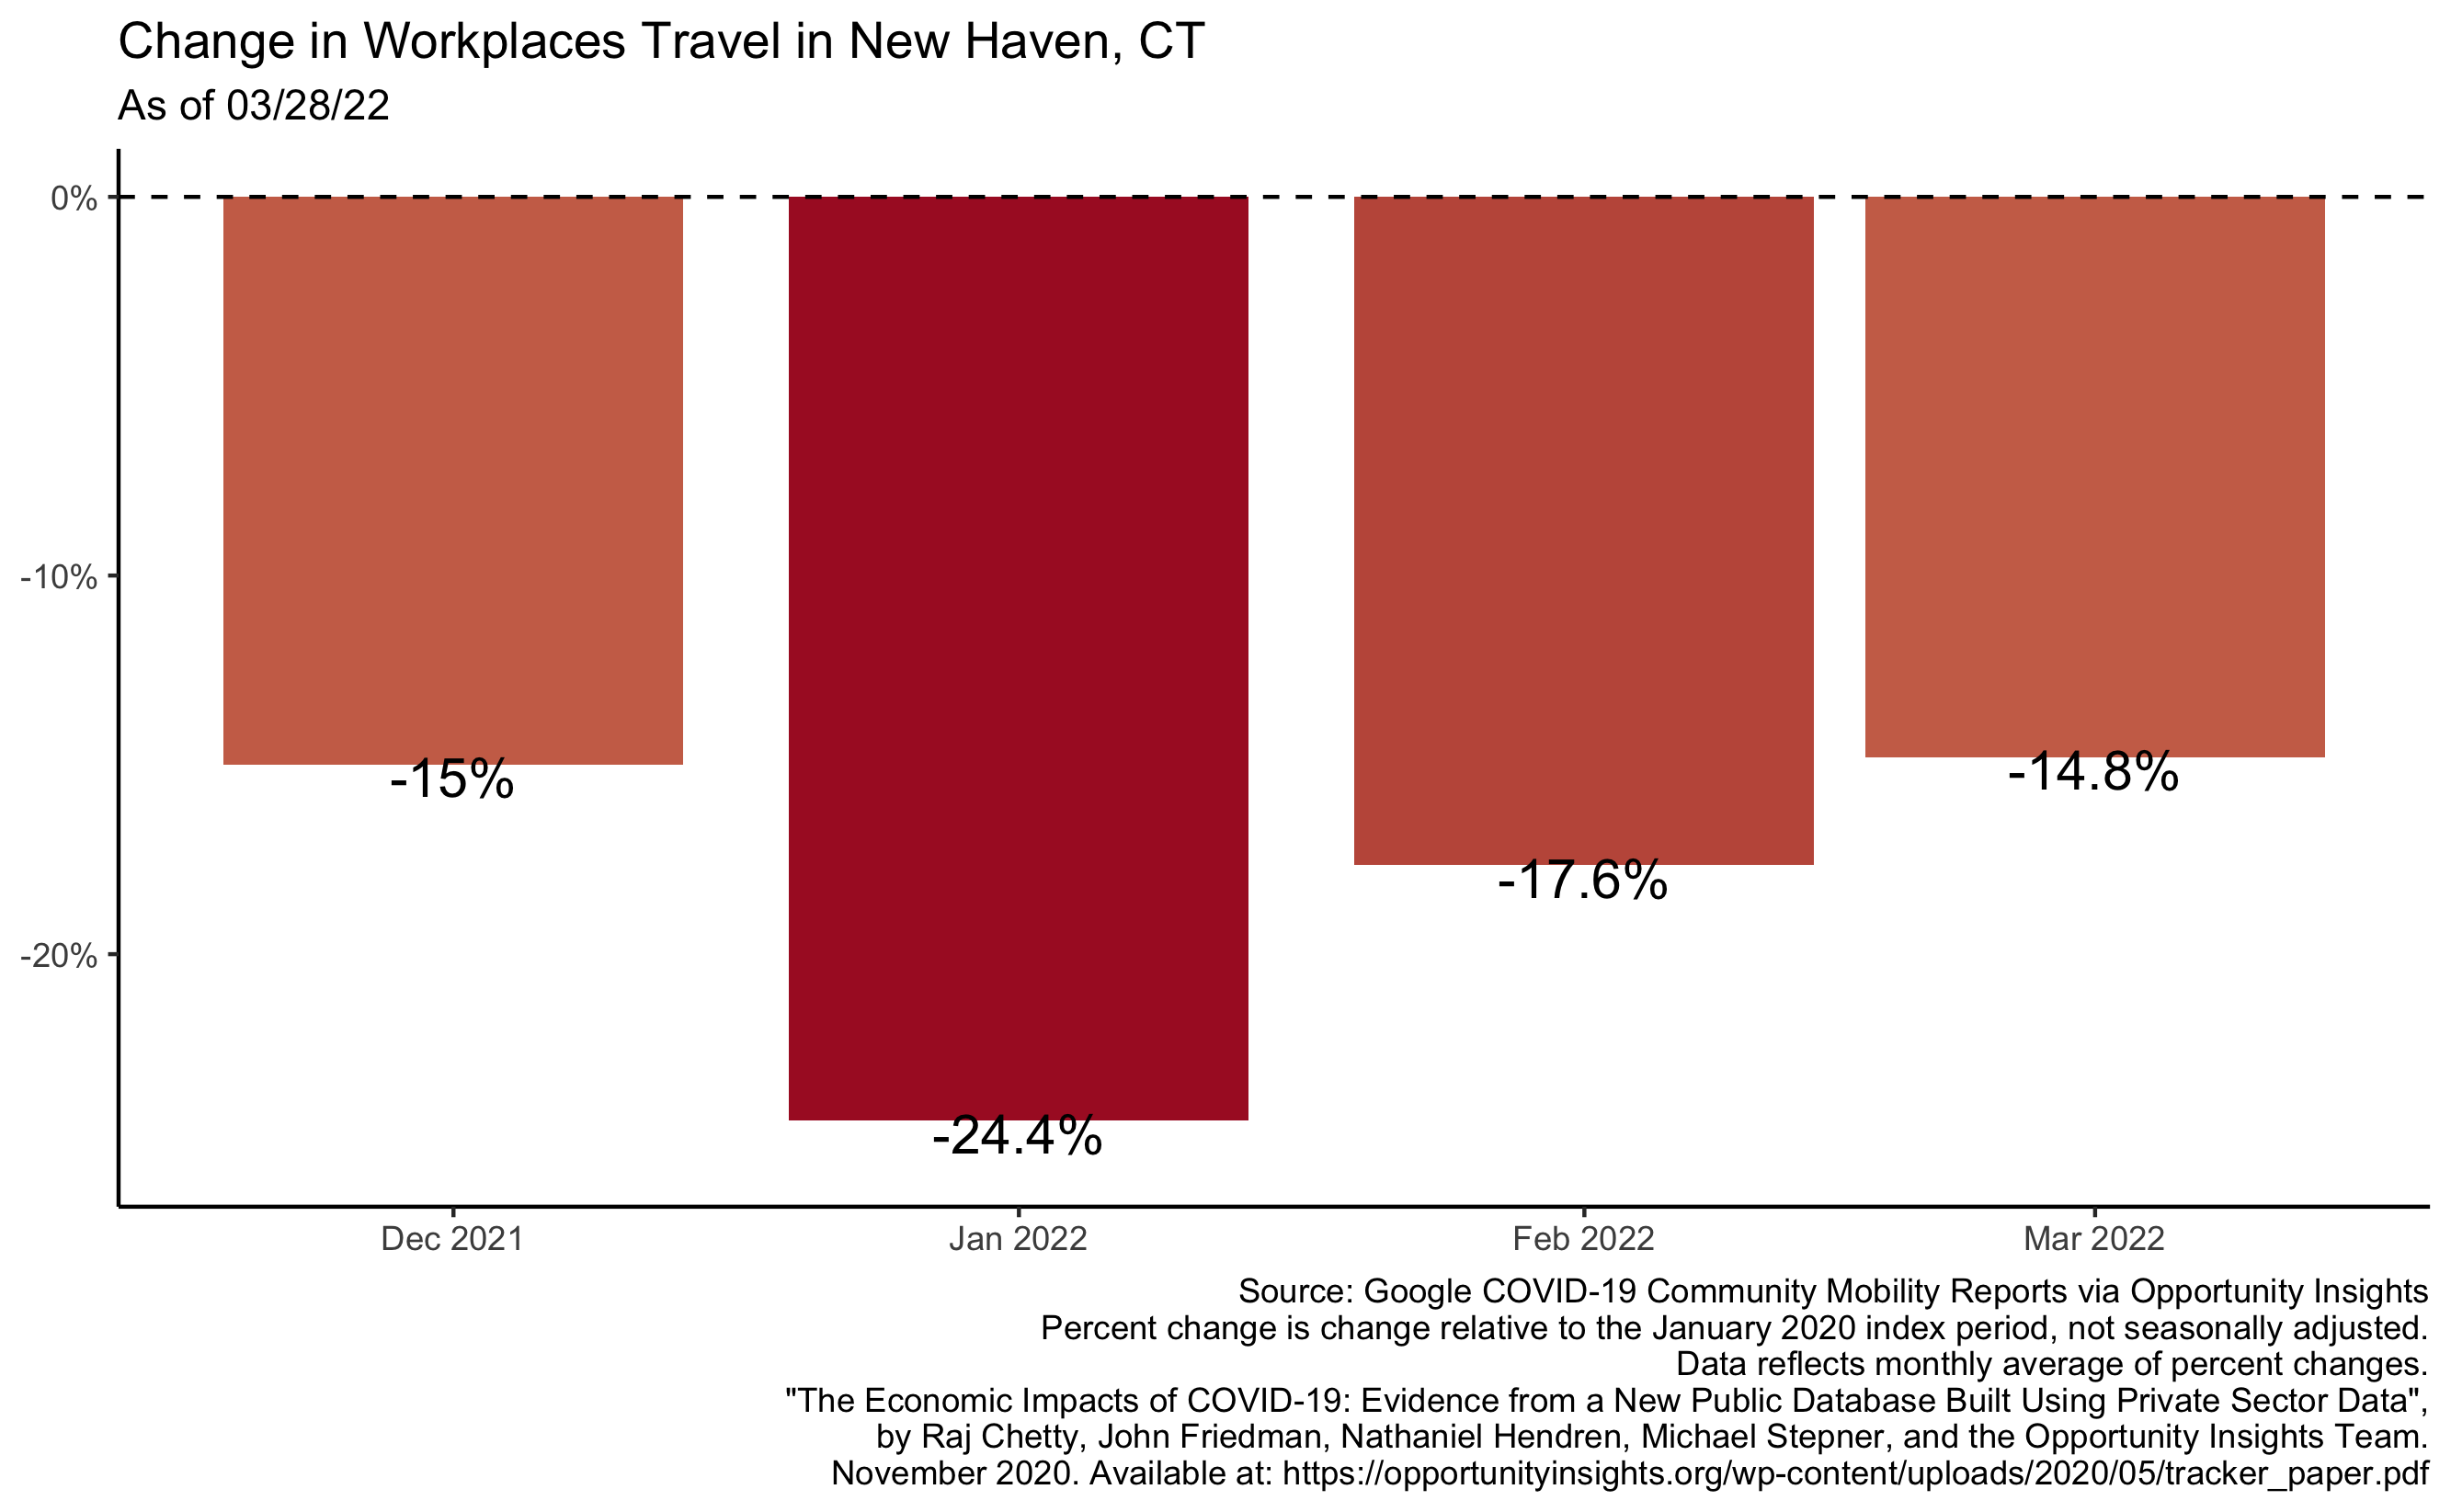 Change in Workplaces Travel in New Haven, CT
As of 03/28/22
0%
-10%
-20%
-15%
-24.4%
-17.6%
-14.8%
Dec 2021
Jan 2022
Feb 2022
Mar 2022
Source: Google COVID-19 Community Mobility Reports via Opportunity Insights
Percent change is change relative to the January 2020 index period, not seasonally adjusted.
Data reflects monthly average of percent changes.
"The Economic Impacts of COVID-19: Evidence from a New Public Database Built Using Private Sector Data",
by Raj Chetty, John Friedman, Nathaniel Hendren, Michael Stepner, and the Opportunity Insights Team.
November 2020. Available at: https://opportunityinsights.org/wp-content/uploads/2020/05/tracker_paper.pdf